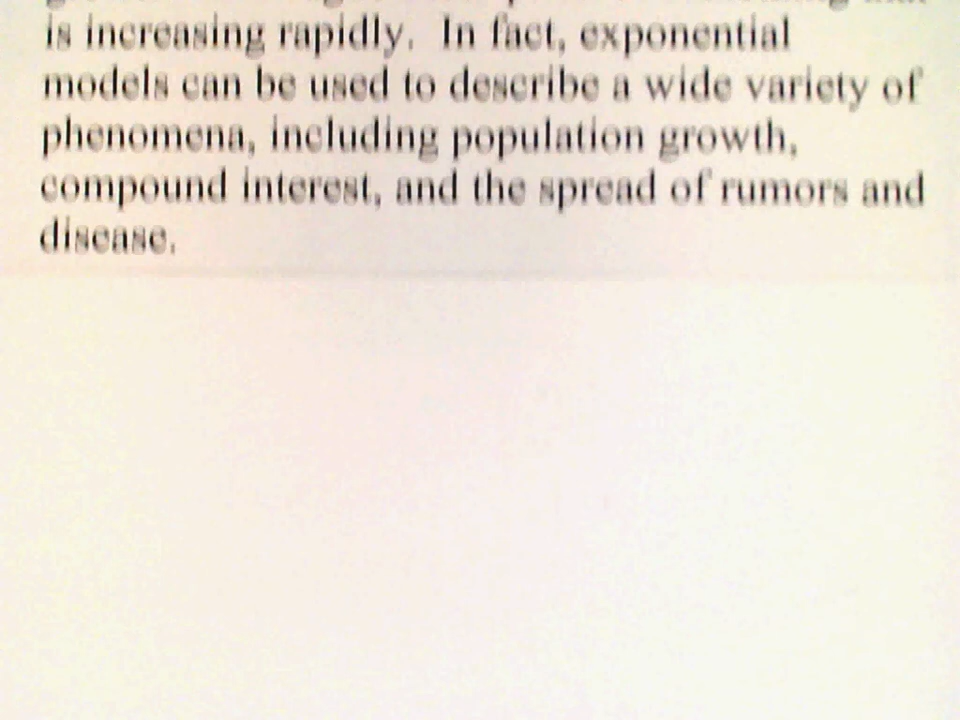 is increasing rapidly. In fact, exponential
models can be used to describe a wide variety of
phenomena, including population growth,
compound interest, and the spread of rumors and
disease.